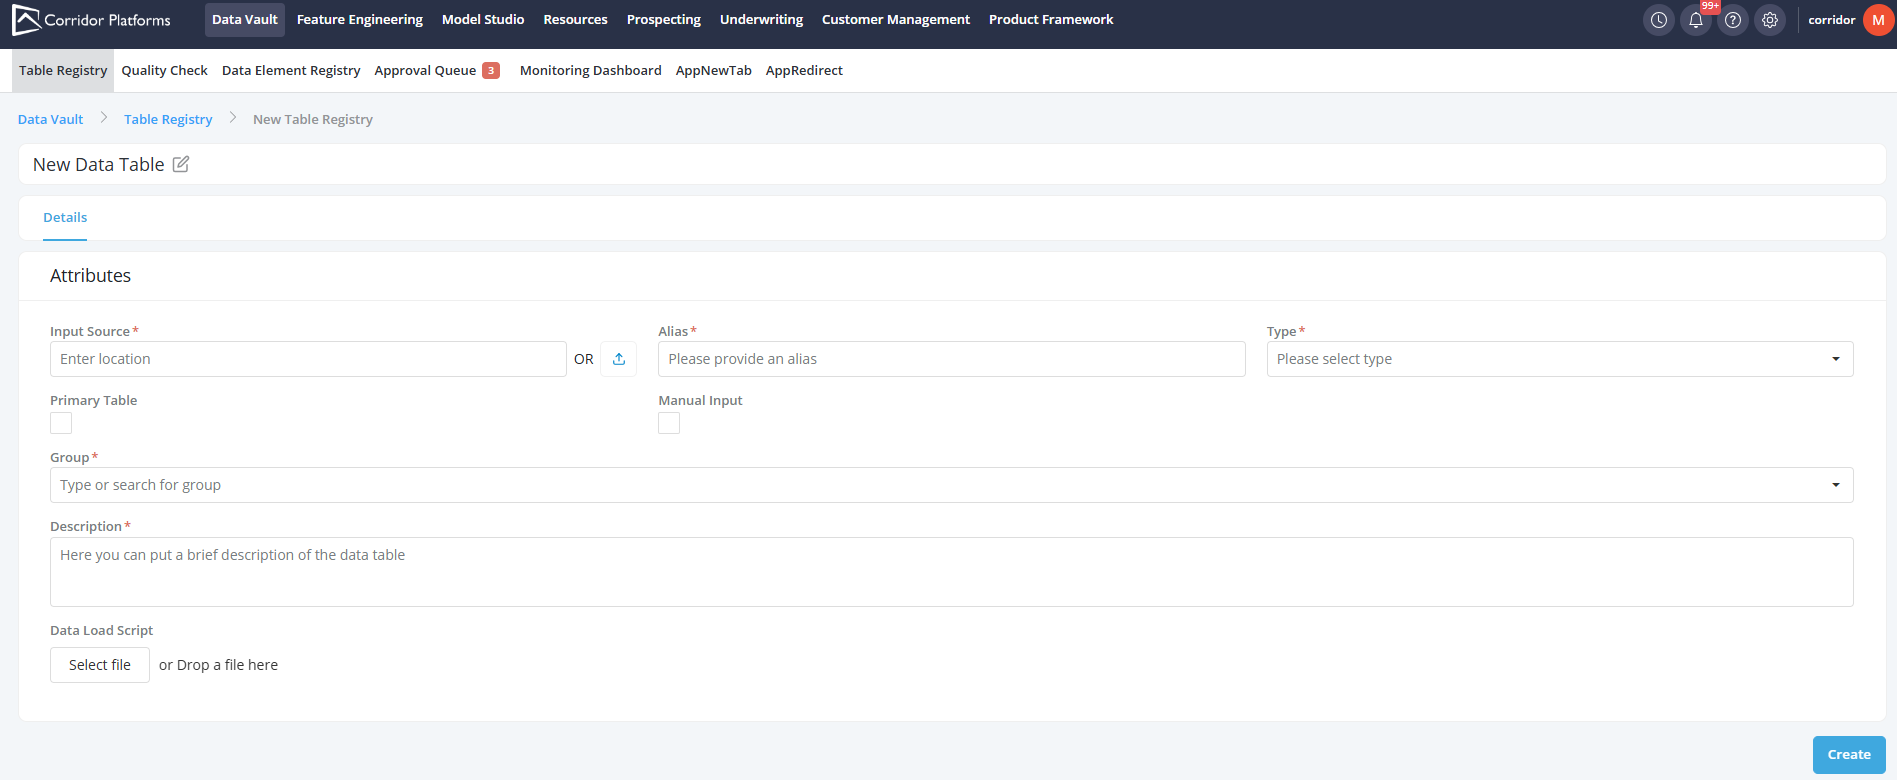 Corridor Platforms Data Vault Feature Engineering Model Studio Resources Prospecting Underwriting Customer Management Product Framework 99+ corridor M
Table Registry Quality Check Data Element Registry Approval Queue 3 Monitoring Dashboard AppNewTab AppRedirect
Data Vault > Table Registry > New Table Registry
New Data Table
Details
Attributes
Input Source* Alias* Type*
Enter location OR Please provide an alias Please select type
Primary Table Manual Input
Group*
Type or search for group
Description*
Here you can put a brief description of the data table
Data Load Script
Select file or Drop a file here
Create